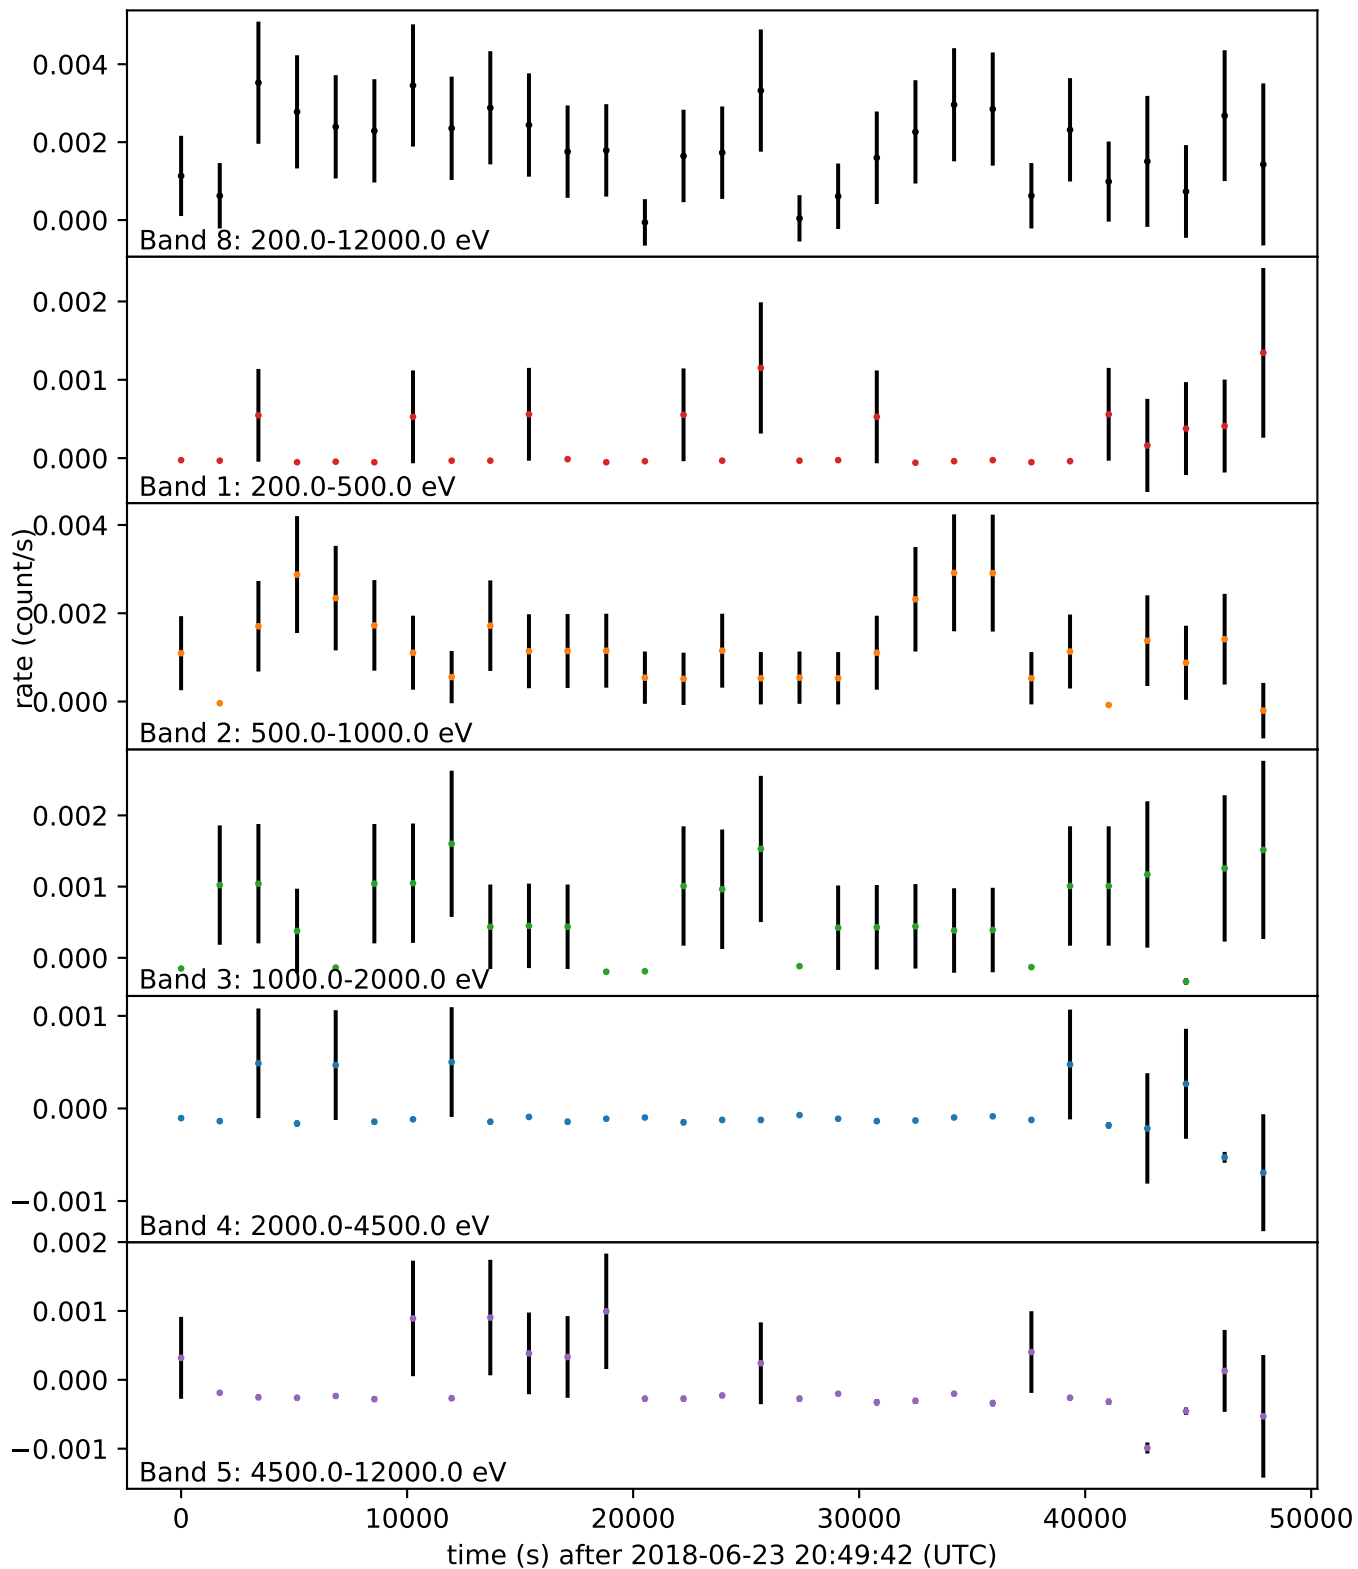 0.004
0.002
0.000
Band 8: 200.0-12000.0 eV
0.002
0.001
0.000
Band 1: 200.0-500.0 eV
rate (count/s)
0.004
0.002
0.000
Band 2: 500.0-1000.0 eV
0.002
0.001
0.000
Band 3: 1000.0-2000.0 eV
0.001
0.000
−0.001
Band 4: 2000.0-4500.0 eV
0.002
0.001
0.000
−0.001
Band 5: 4500.0-12000.0 eV
0 10000 20000 30000 40000 50000
time (s) after 2018-06-23 20:49:42 (UTC)